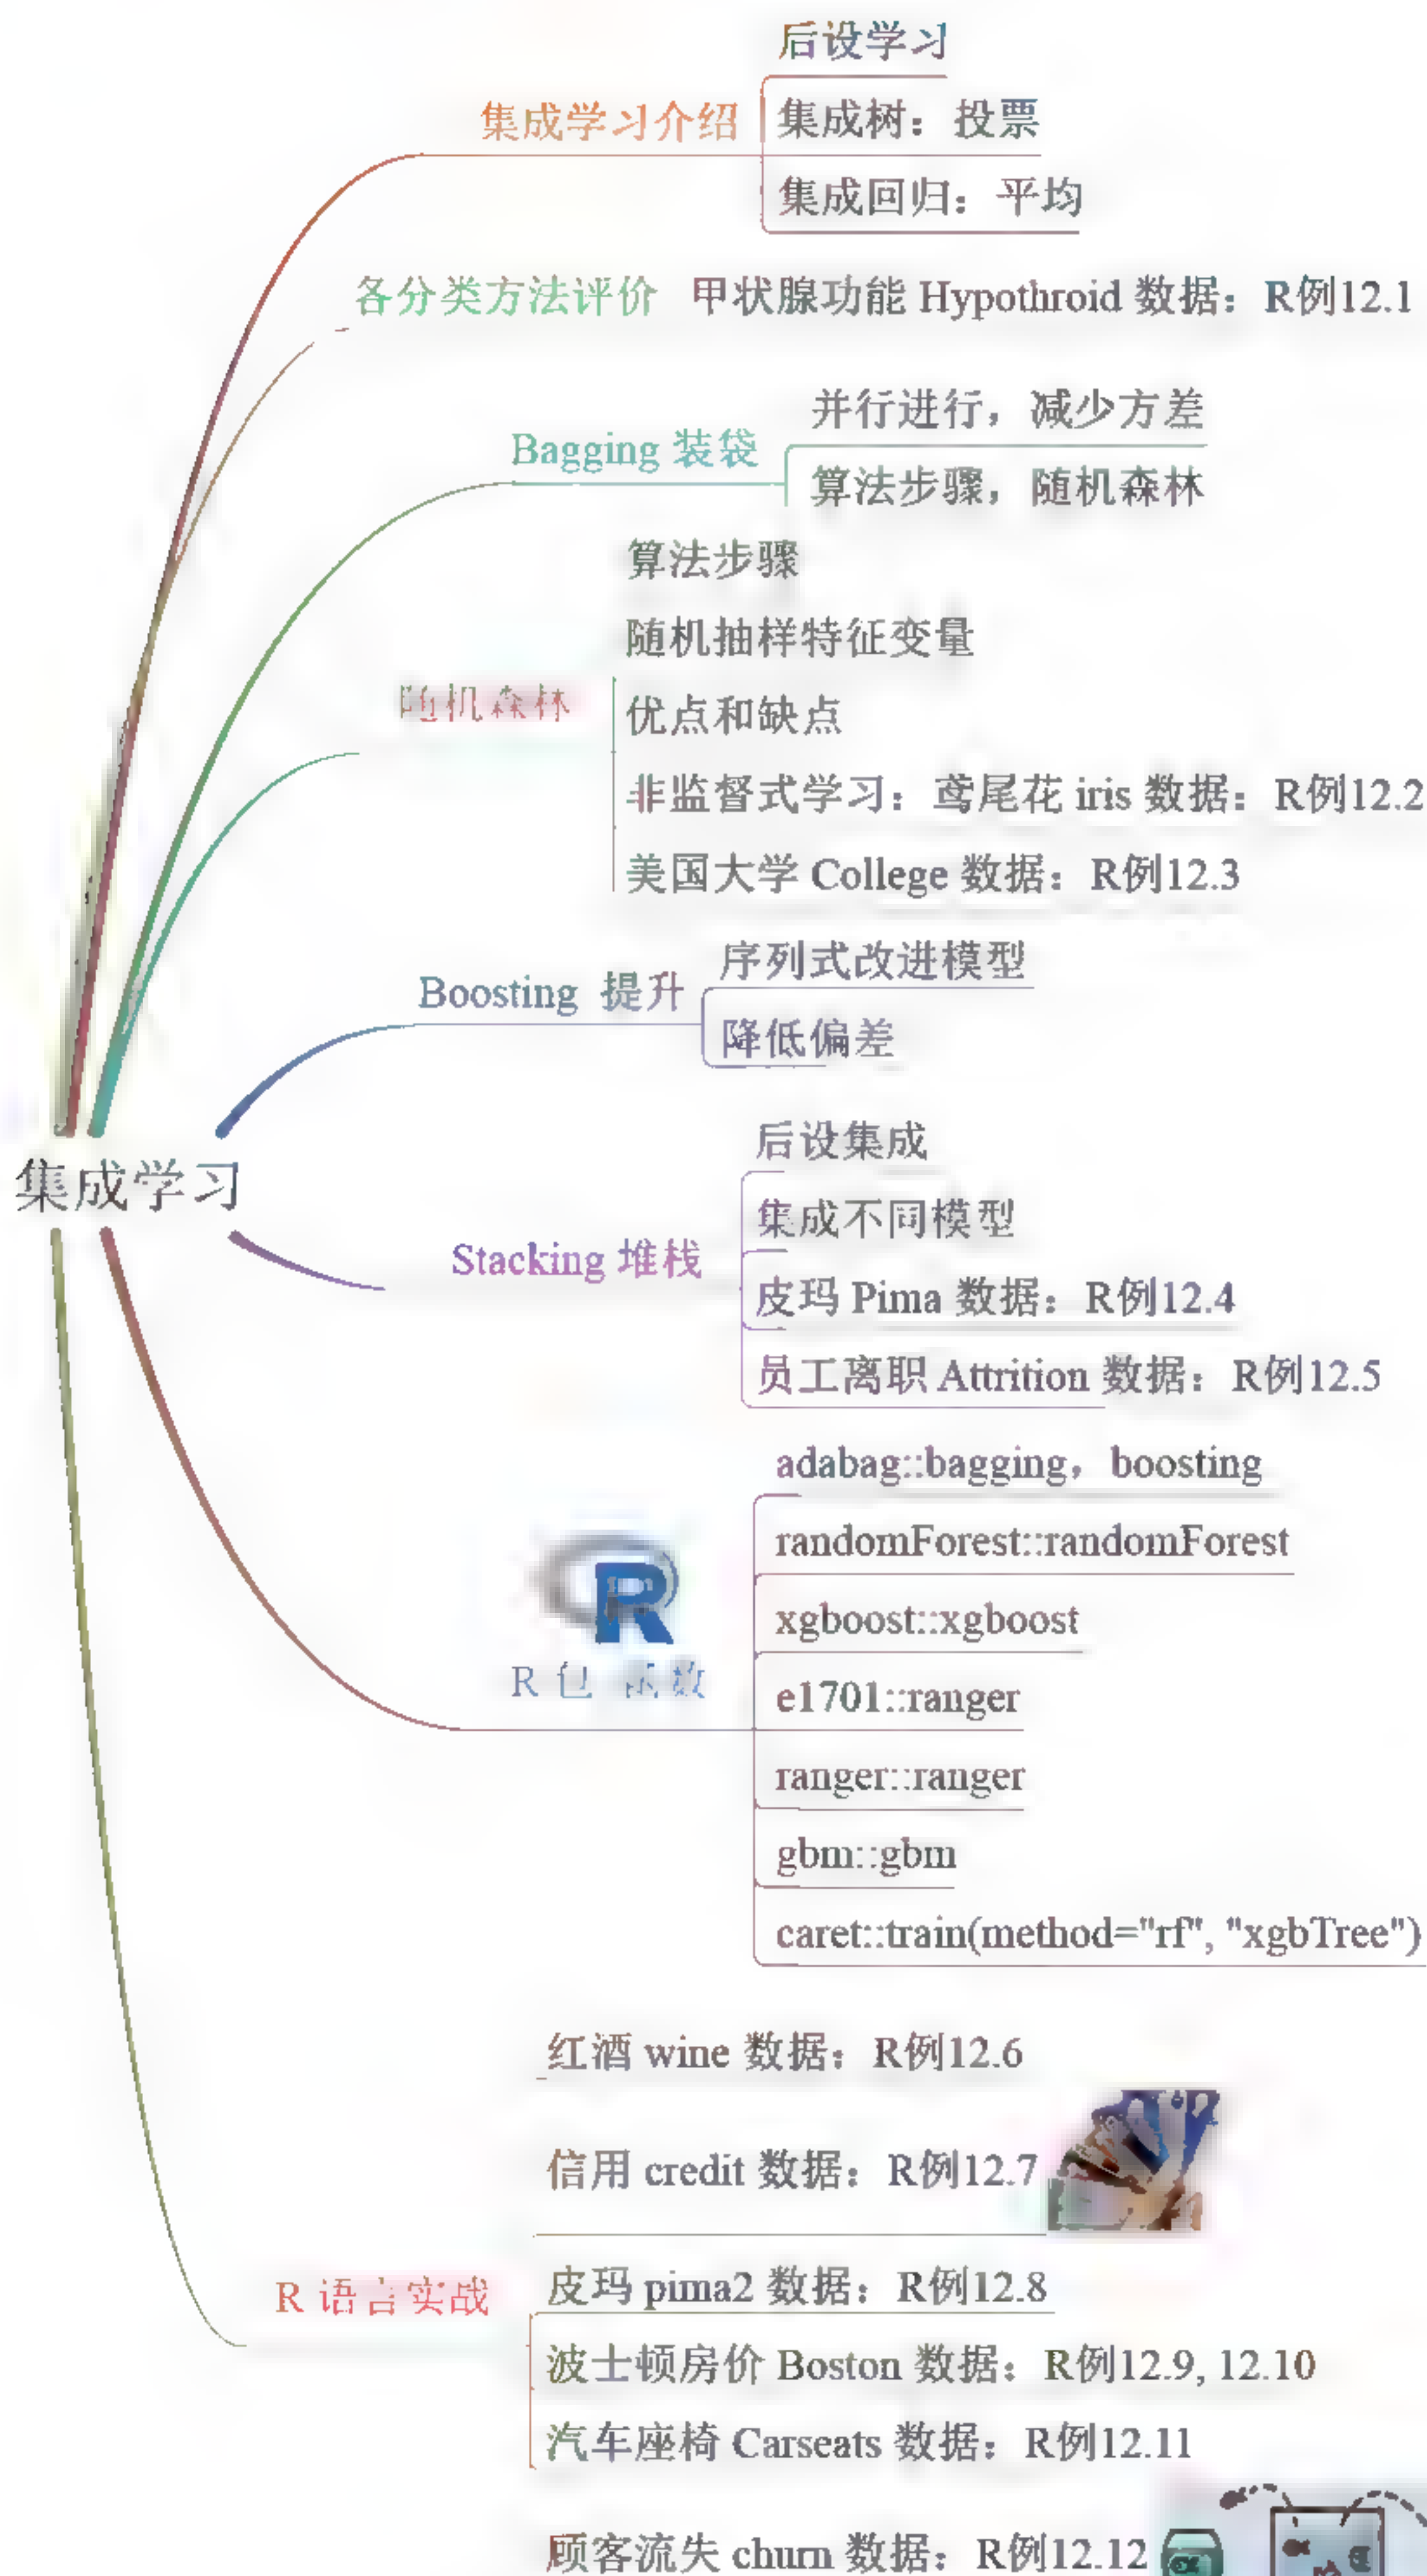 后设学习
集成学习介绍
集成树：投票
集成回归：平均
各分类方法评价
甲状腺功能 Hypothroid 数据：R例12.1
Bagging 装袋
并行进行，减少方差
算法步骤，随机森林
随机森林
算法步骤
随机抽样特征变量
优点和缺点
非监督式学习：鸢尾花 iris 数据：R例12.2
美国大学 College 数据：R例12.3
Boosting 提升
序列式改进模型
降低偏差
集成学习
Stacking 堆栈
后设集成
集成不同模型
皮玛 Pima 数据：R例12.4
员工离职 Attrition 数据：R例12.5
R 包 函数
adabag::bagging，boosting
randomForest::randomForest
xgboost::xgboost
e1701::ranger
ranger::ranger
gbm::gbm
caret::train(method="rf", "xgbTree")
R 语言实战
红酒 wine 数据：R例12.6
信用 credit 数据：R例12.7
皮玛 pima2 数据：R例12.8
波士顿房价 Boston 数据：R例12.9, 12.10
汽车座椅 Carseats 数据：R例12.11
顾客流失 churn 数据：R例12.12